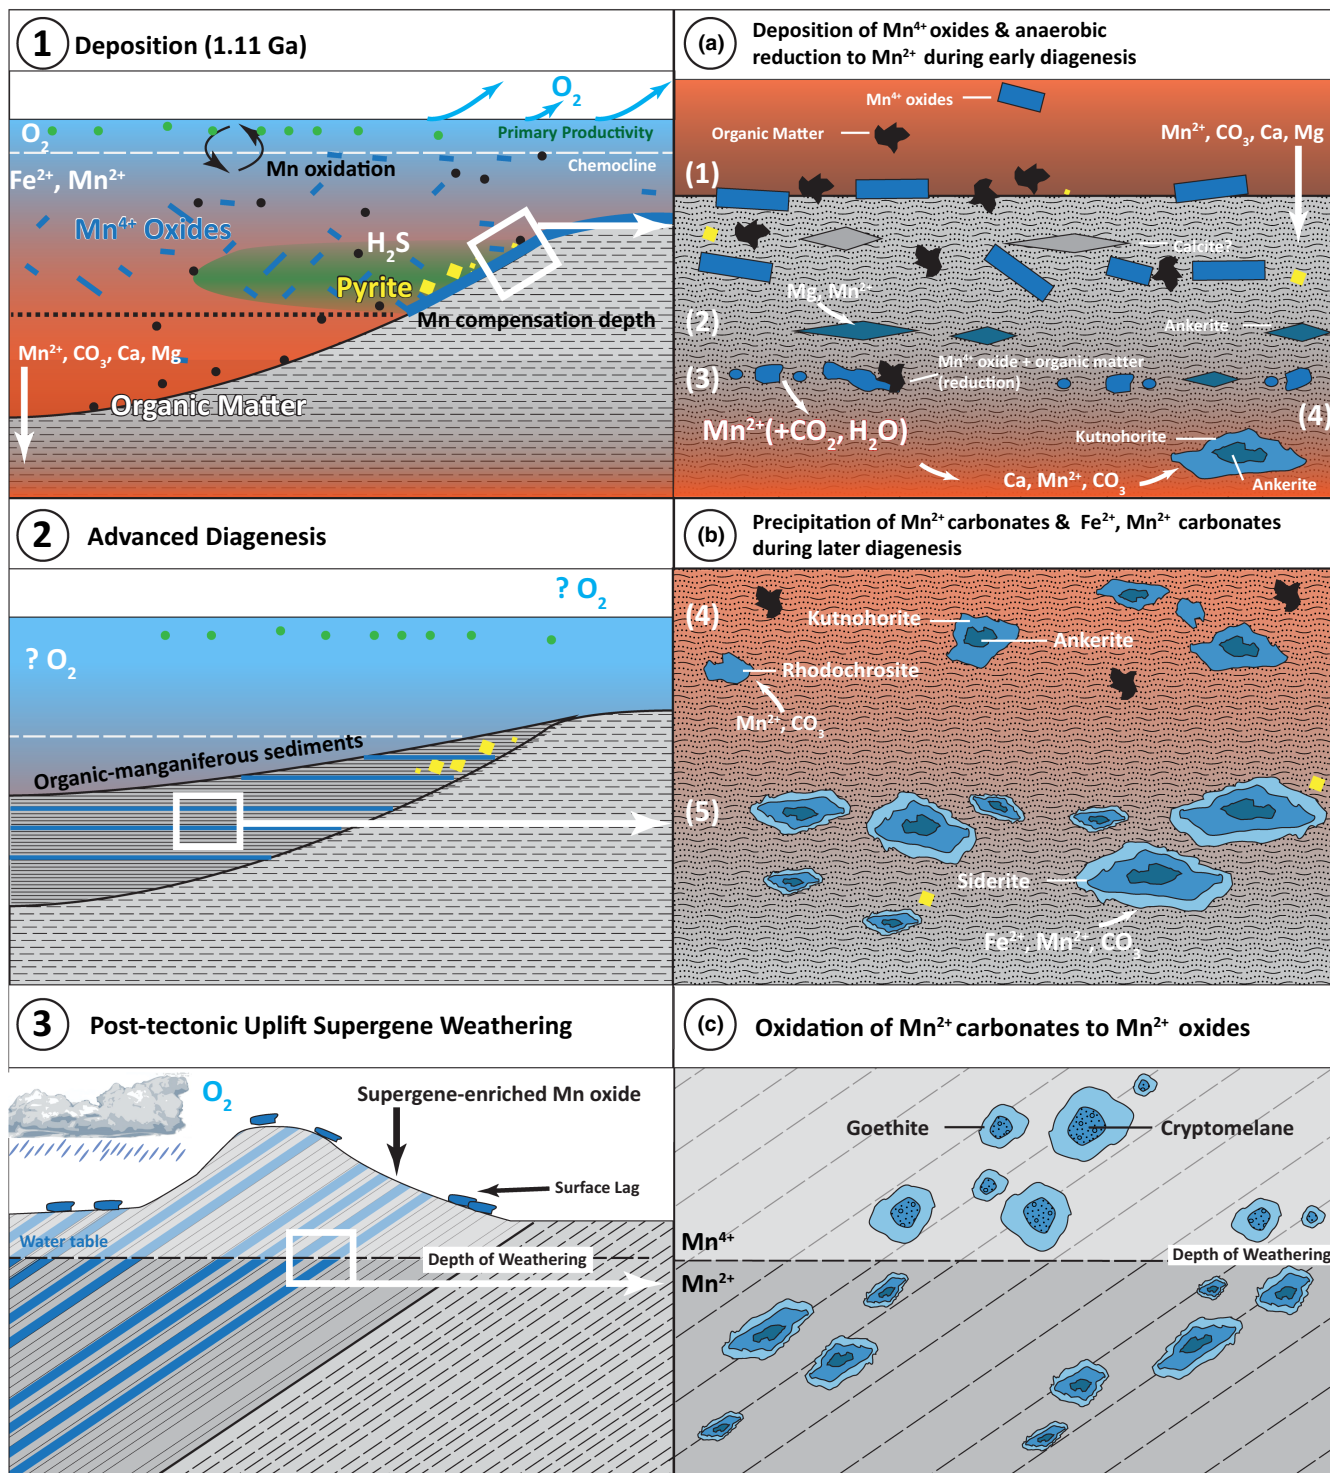 1 Deposition (1.11 Ga)
O₂
O₂
Primary Productivity
Chemocline
Mn oxidation
Fe²⁺, Mn²⁺
Mn⁴⁺ Oxides
H₂S
Pyrite
Mn compensation depth
Mn²⁺, CO₃, Ca, Mg
Organic Matter
(a) Deposition of Mn⁴⁺ oxides & anaerobic
reduction to Mn²⁺ during early diagenesis
Mn⁴⁺ oxides
Organic Matter
Mn²⁺, CO₃, Ca, Mg
(1)
Calcite?
Mg, Mn²⁺
(2)
Ankerite
(3)
Mn⁴⁺ oxide + organic matter
(reduction)
Mn²⁺(+CO₂, H₂O)
(4)
Kutnohorite
Ca, Mn²⁺, CO₃
Ankerite
2 Advanced Diagenesis
? O₂
? O₂
Organic-manganiferous sediments
(b) Precipitation of Mn²⁺ carbonates & Fe²⁺, Mn²⁺ carbonates
during later diagenesis
(4)
Kutnohorite
Ankerite
Rhodochrosite
Mn²⁺, CO₃
(5)
Siderite
Fe²⁺, Mn²⁺, CO₃
3 Post-tectonic Uplift Supergene Weathering
O₂
Supergene-enriched Mn oxide
Surface Lag
Water table
Depth of Weathering
(c) Oxidation of Mn²⁺ carbonates to Mn²⁺ oxides
Goethite
Cryptomelane
Mn⁴⁺
Depth of Weathering
Mn²⁺